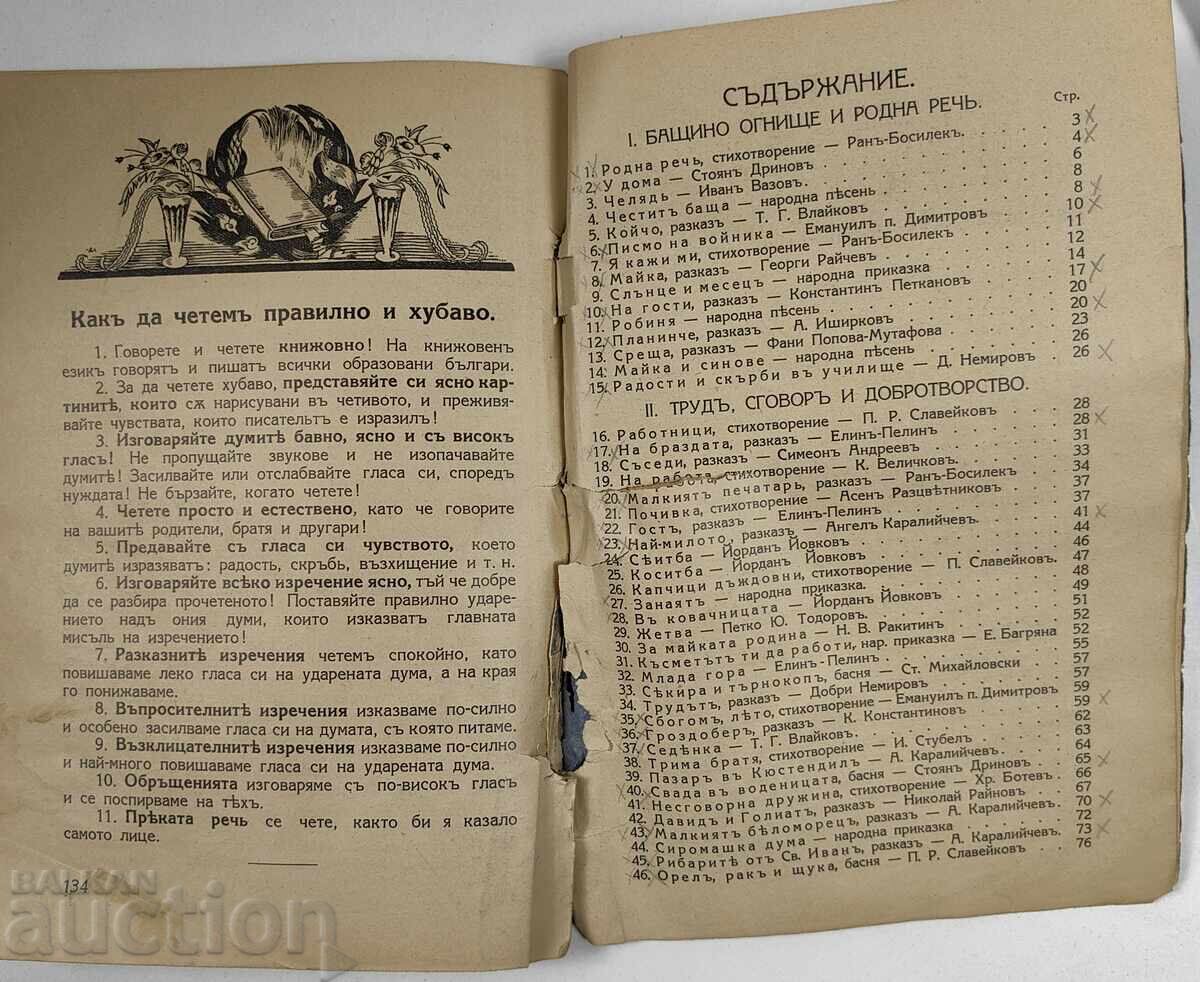 Какъ да четемъ правилно и хубаво.
1. Говорете и четете книжовно! На книжовенъ
езикъ говорятъ и пишатъ всички образовани българи.
2. За да четете хубаво, представяйте си ясно кар-
тинитѣ, които сѫ нарисувани въ четивото, и преживя-
вайте чувствата, които писательтъ е изразилъ!
3. Изговаряйте думитѣ бавно, ясно и съ високъ
гласъ! Не пропущайте звукове и не изопачавайте
думитѣ! Засилвайте или отслабвайте гласа си, споредъ
нуждата! Не бързайте, когато четете!
4. Четете просто и естествено, като че говорите
на вашитѣ родители, братя и другари!
5. Предавайте съ гласа си чувството, което
думитѣ изразяватъ: радость, скръбь, възхищение и т. н.
6. Изговаряйте всѣко изречение ясно, тъй че добре
да се разбира прочетеното! Поставяйте правилно ударе-
нието надъ ония думи, които изказватъ главната
мисъль на изречението!
7. Разказнитѣ изречения четемъ спокойно, като
повишаваме леко гласа си на ударената дума, а на края
го понижаваме.
8. Въпросителнитѣ изречения изказваме по-силно
и особено засилваме гласа си на думата, съ която питаме.
9. Възклицателнитѣ изречения изказваме по-силно
и най-много повишаваме гласа си на ударената дума.
10. Обръщенията изговаряме съ по-високъ гласъ
и се поспирваме на тѣхъ.
11. Прѣката речь се чете, както би я казало
самото лице.
134
BALKAN
auction
СЪДЪРЖАНИЕ.
Стр.
I. БАЩИНО ОГНИЩЕ И РОДНА РЕЧЬ.
1. Родна речь, стихотворение — Ранъ-Босилекъ. 3
2. У дома — Стоянъ Дриновъ 4
3. Челядь — Иванъ Вазовъ. 6
4. Честитъ баща — народна пѣсень 8
5. Койчо, разказъ — Т. Г. Влайковъ 8
6. Писмо на войника — Емануилъ п. Димитровъ 10
7. Я кажи ми, стихотворение — Ранъ-Босилекъ 11
8. Майка, разказъ — Георги Райчевъ 12
9. Слънце и месецъ — народна приказка 14
10. На гости, разказъ — Константинъ Петкановъ 17
11. Робиня — народна пѣсень 20
12. Планинче, разказъ — А. Иширковъ 20
13. Среща, разказъ — Фани Попова-Мутафова 23
14. Майка и синове — народна пѣсень 26
15. Радости и скърби въ училище — Д. Немировъ 26
II. ТРУДЪ, СГОВОРЪ И ДОБРОТВОРСТВО.
16. Работници, стихотворение — П. Р. Славейковъ 28
17. На браздата, разказъ — Елинъ-Пелинъ 28
18. Съседи, разказъ — Симеонъ Андреевъ 31
19. На работа, стихотворение — К. Величковъ. 33
20. Малкиятъ печатарь, разказъ — Ранъ-Босилекъ 34
21. Почивка, стихотворение — Асенъ Разцвѣтниковъ 37
22. Гость, разказъ — Елинъ-Пелинъ 37
23. Най-милото, разказъ — Ангелъ Каралийчевъ. 41
24. Сѣитба — Йорданъ Йовковъ 44
25. Коситба — Йорданъ Йовковъ 46
26. Капчици дъждовни, стихотворение — П. Славейковъ. 47
27. Занаятъ — народна приказка. 48
28. Въ ковачницата — Йорданъ Йовковъ 49
29. Жетва — Петко Ю. Тодоровъ. 51
30. За майката родина — Н. В. Ракитинъ 52
31. Късметътъ ти да работи, нар. приказка — Е. Багряна 52
32. Млада гора — Елинъ-Пелинъ 55
33. Сѣкира и търнокопъ, басня — Ст. Михайловски 57
34. Трудътъ, разказъ — Добри Немировъ 57
35. Сбогомъ, лѣто, стихотворение — Емануилъ п. Димитровъ 59
36. Гроздоберъ, разказъ — К. Константиновъ 59
37. Седѣнка — Т. Г. Влайковъ. 62
38. Трима братя, стихотворение — И. Стубелъ 63
39. Пазаръ въ Кюстендилъ — А. Каралийчевъ. 64
40. Свада въ воденицата, басня — Стоянъ Дриновъ 65
41. Несговорна дружина, стихотворение — Хр. Ботевъ. 66
42. Давидъ и Голиатъ, разказъ — Николай Райновъ 67
43. Малкиятъ бѣломорецъ, разказъ — А. Каралийчевъ. 70
44. Сиромашка дума — народна приказка 72
45. Рибаритѣ отъ Св. Иванъ, разказъ — А. Каралийчевъ. 73
46. Орелъ, ракъ и щука, басня — П. Р. Славейковъ 76